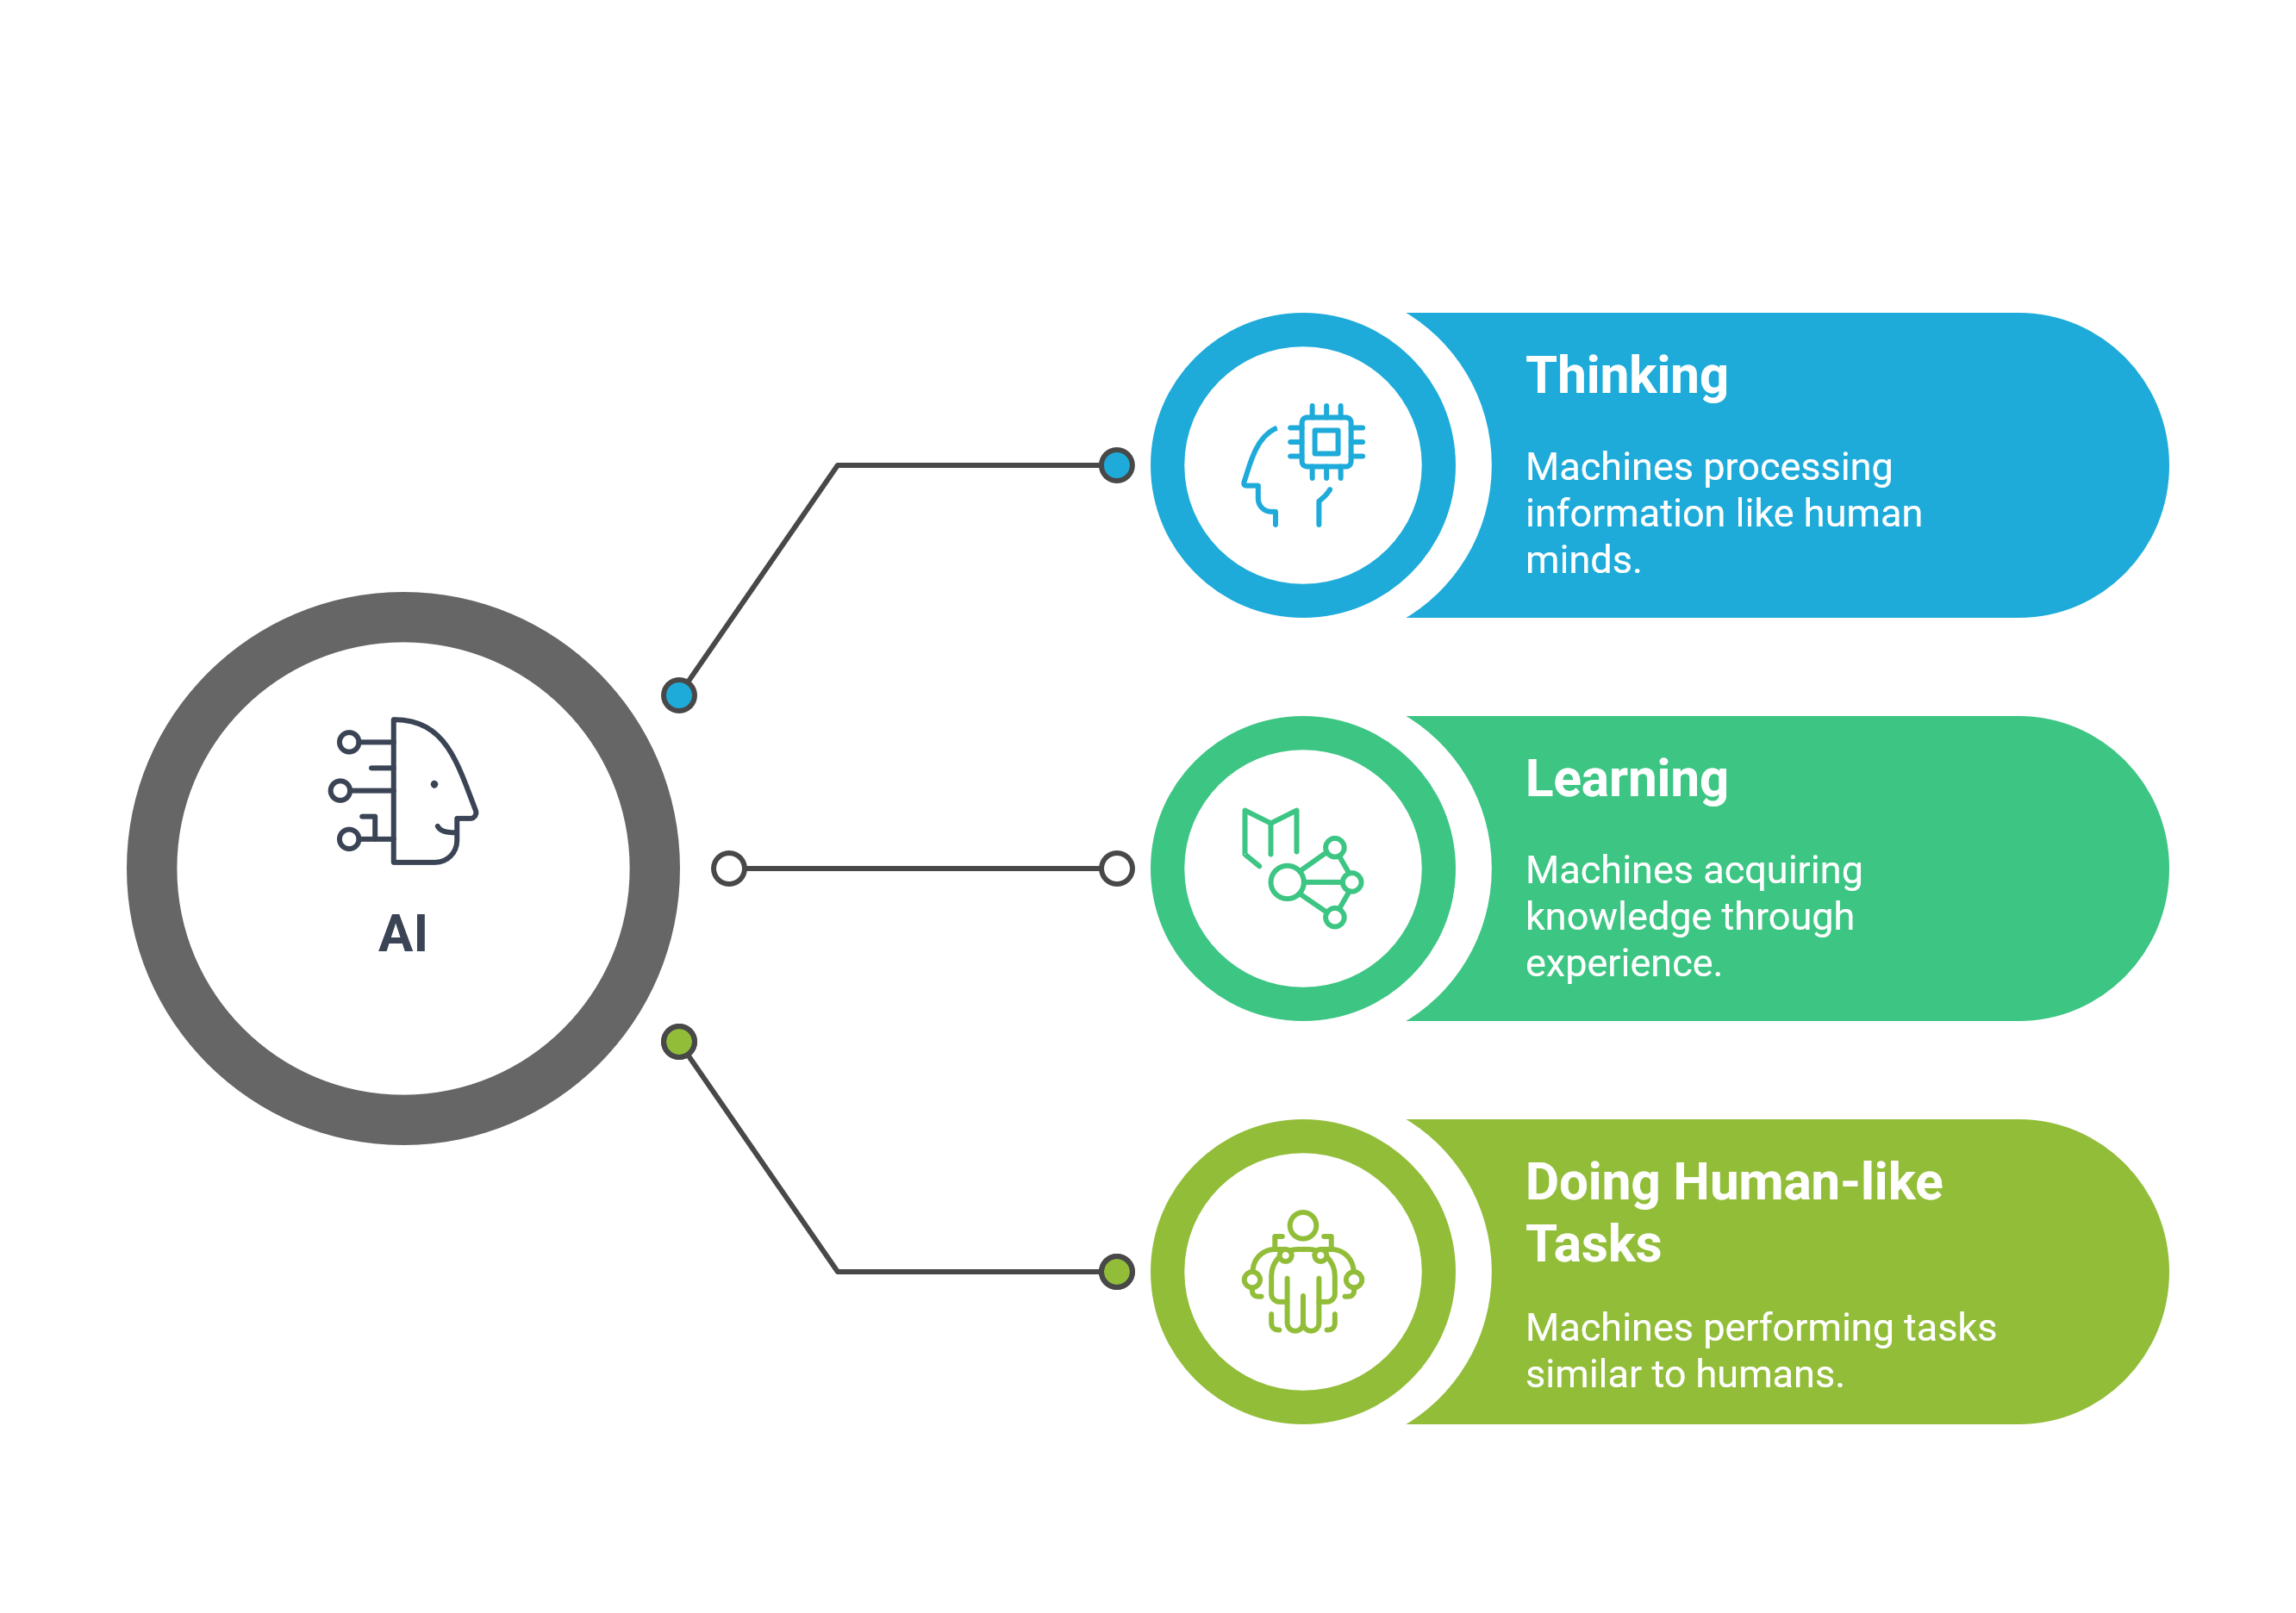 AI
Thinking
Machines processing
information like human
minds.
Learning
Machines acquiring
knowledge through
experience.
Doing Human-like
Tasks
Machines performing tasks
similar to humans.